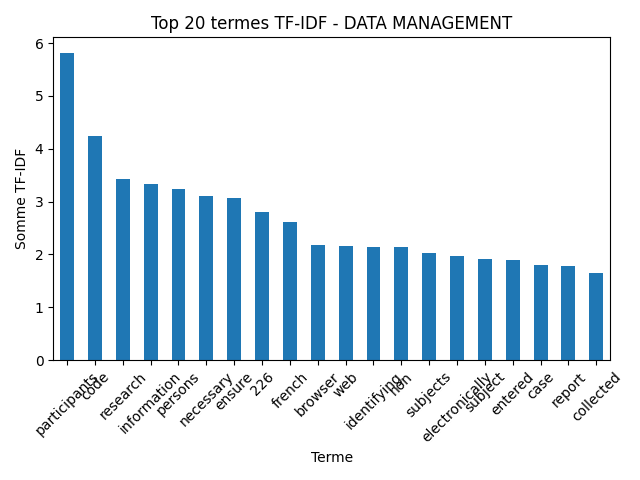 Top 20 termes TF-IDF - DATA MANAGEMENT
Somme TF-IDF
6
5
4
3
2
1
0
participants
code
research
information
persons
necessary
ensure
226
french
browser
web
identifying
non
subjects
electronically
subject
entered
case
report
collected
Terme